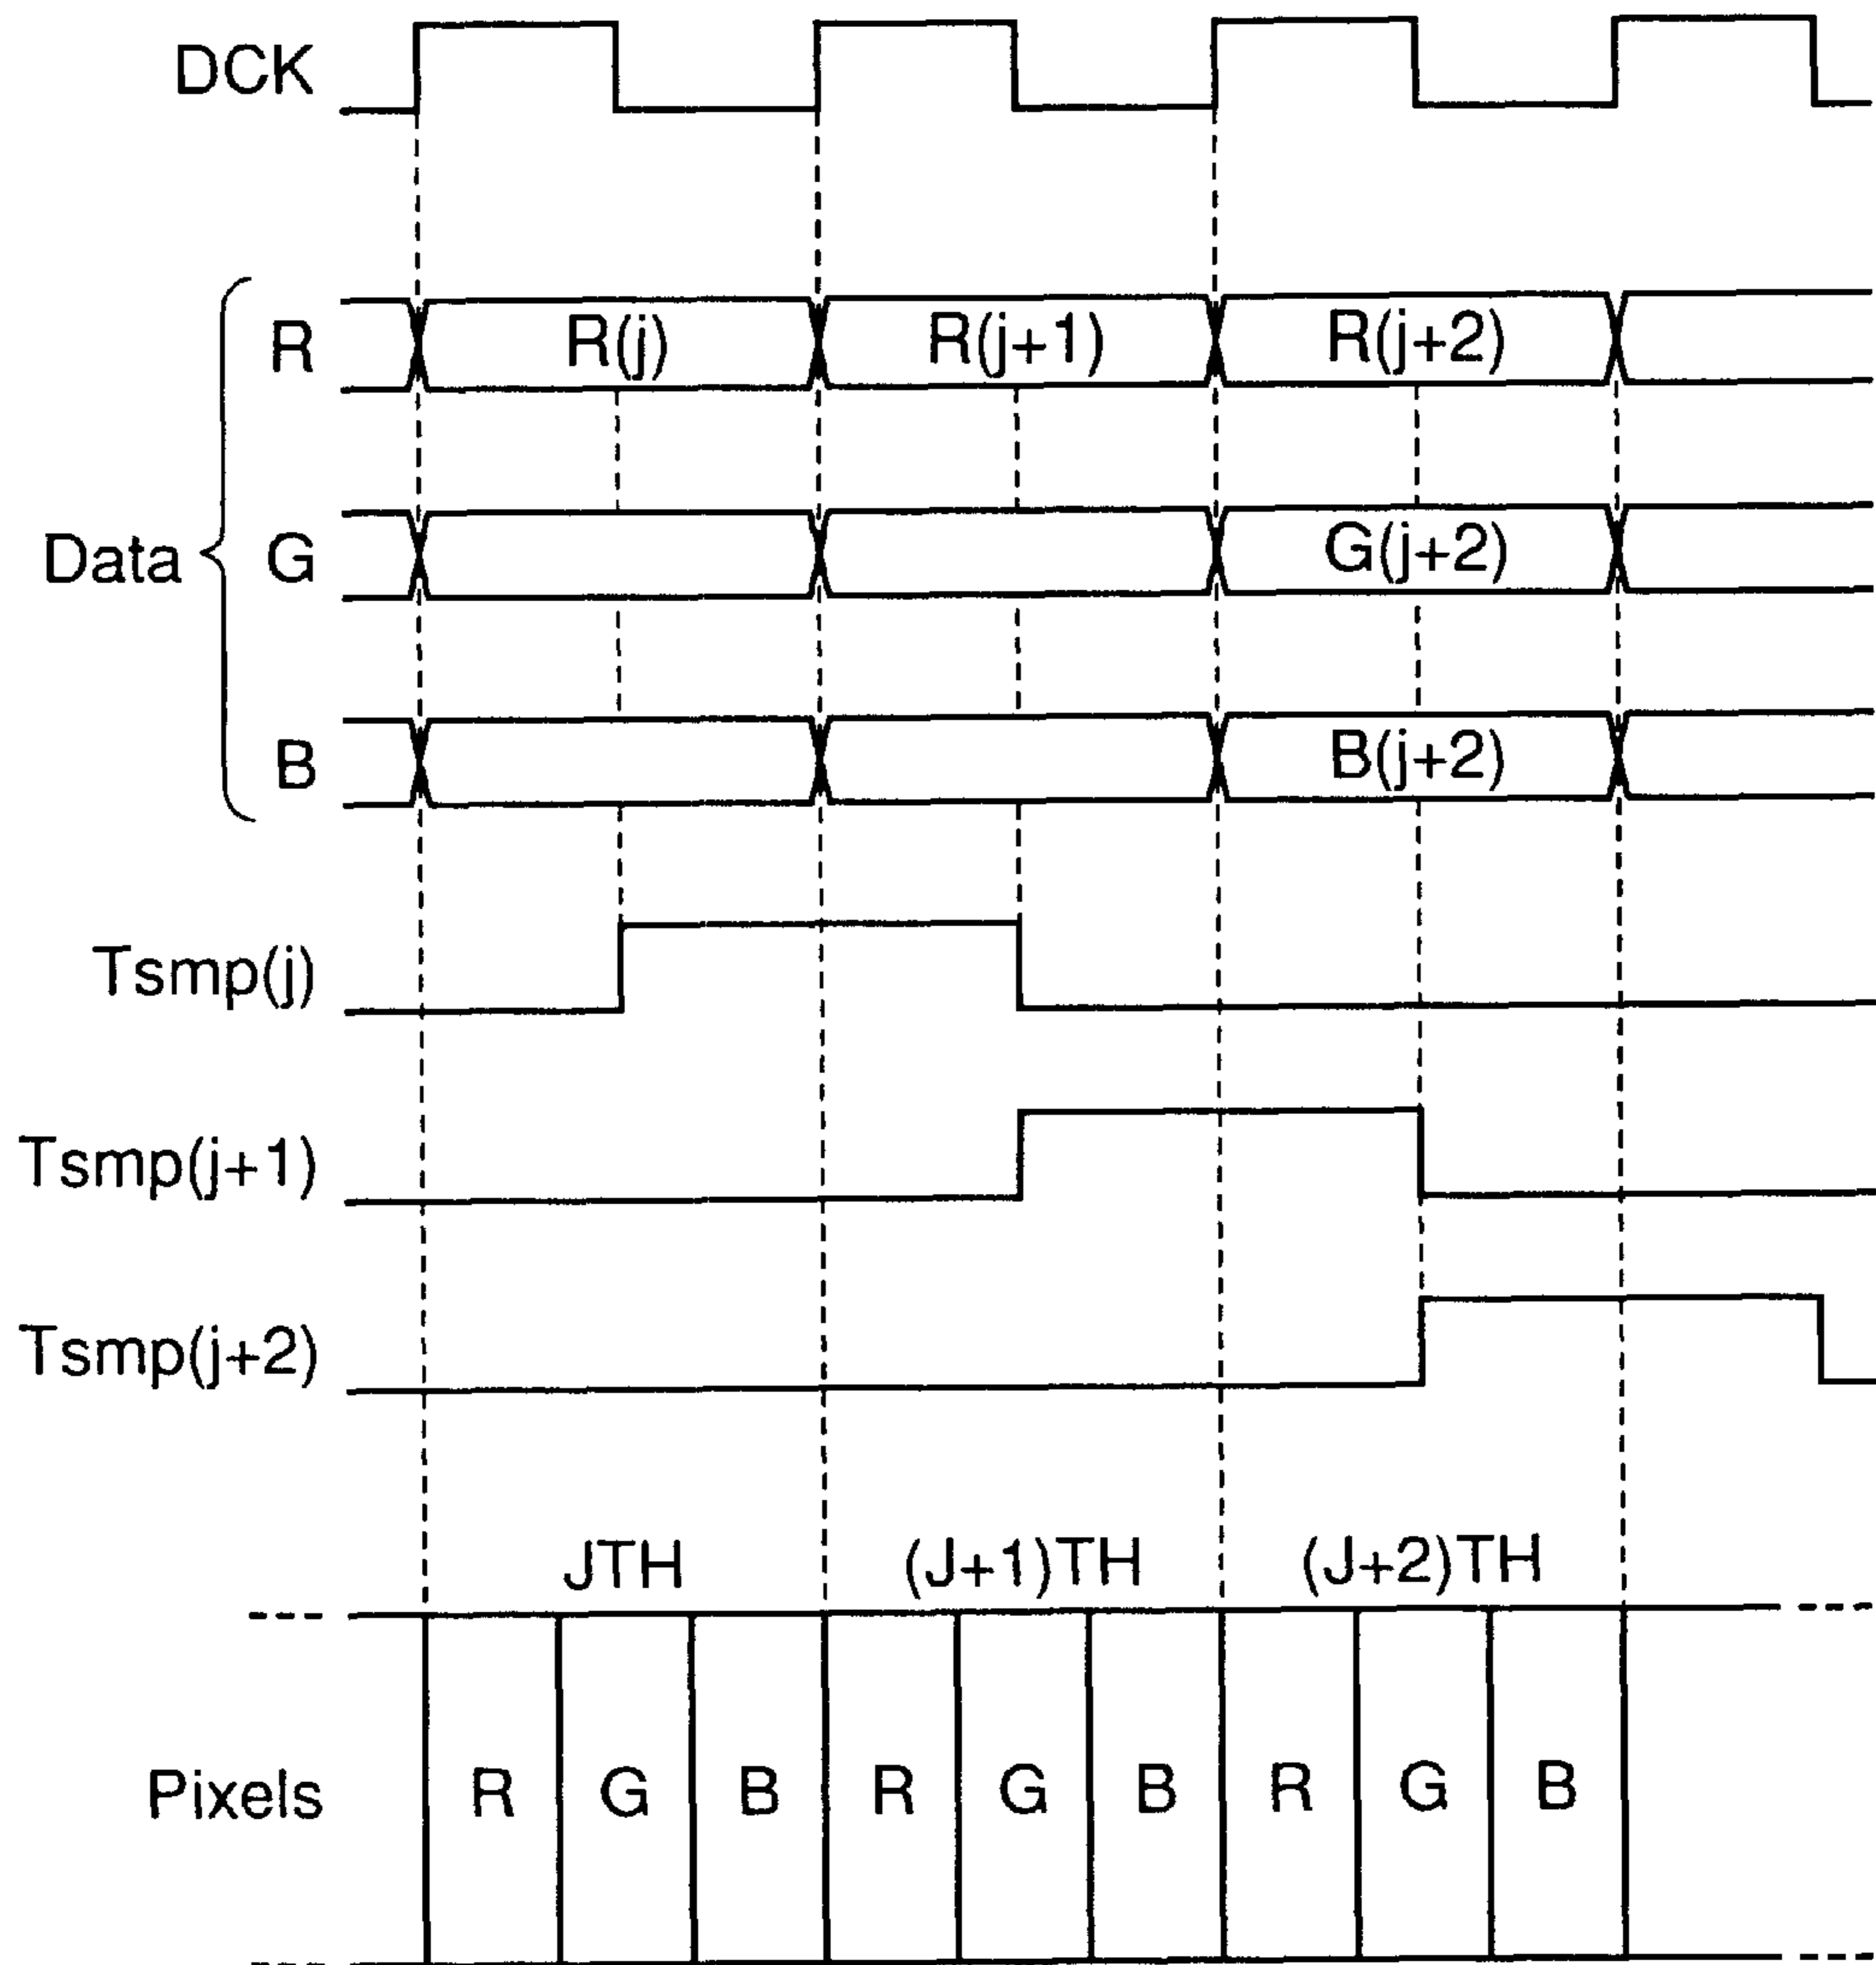 DCK
R R(j) R(j+1) R(j+2)
Data G G(j+2)
B B(j+2)
Tsmp(j)
Tsmp(j+1)
Tsmp(j+2)
JTH (J+1)TH (J+2)TH
Pixels R G B R G B R G B